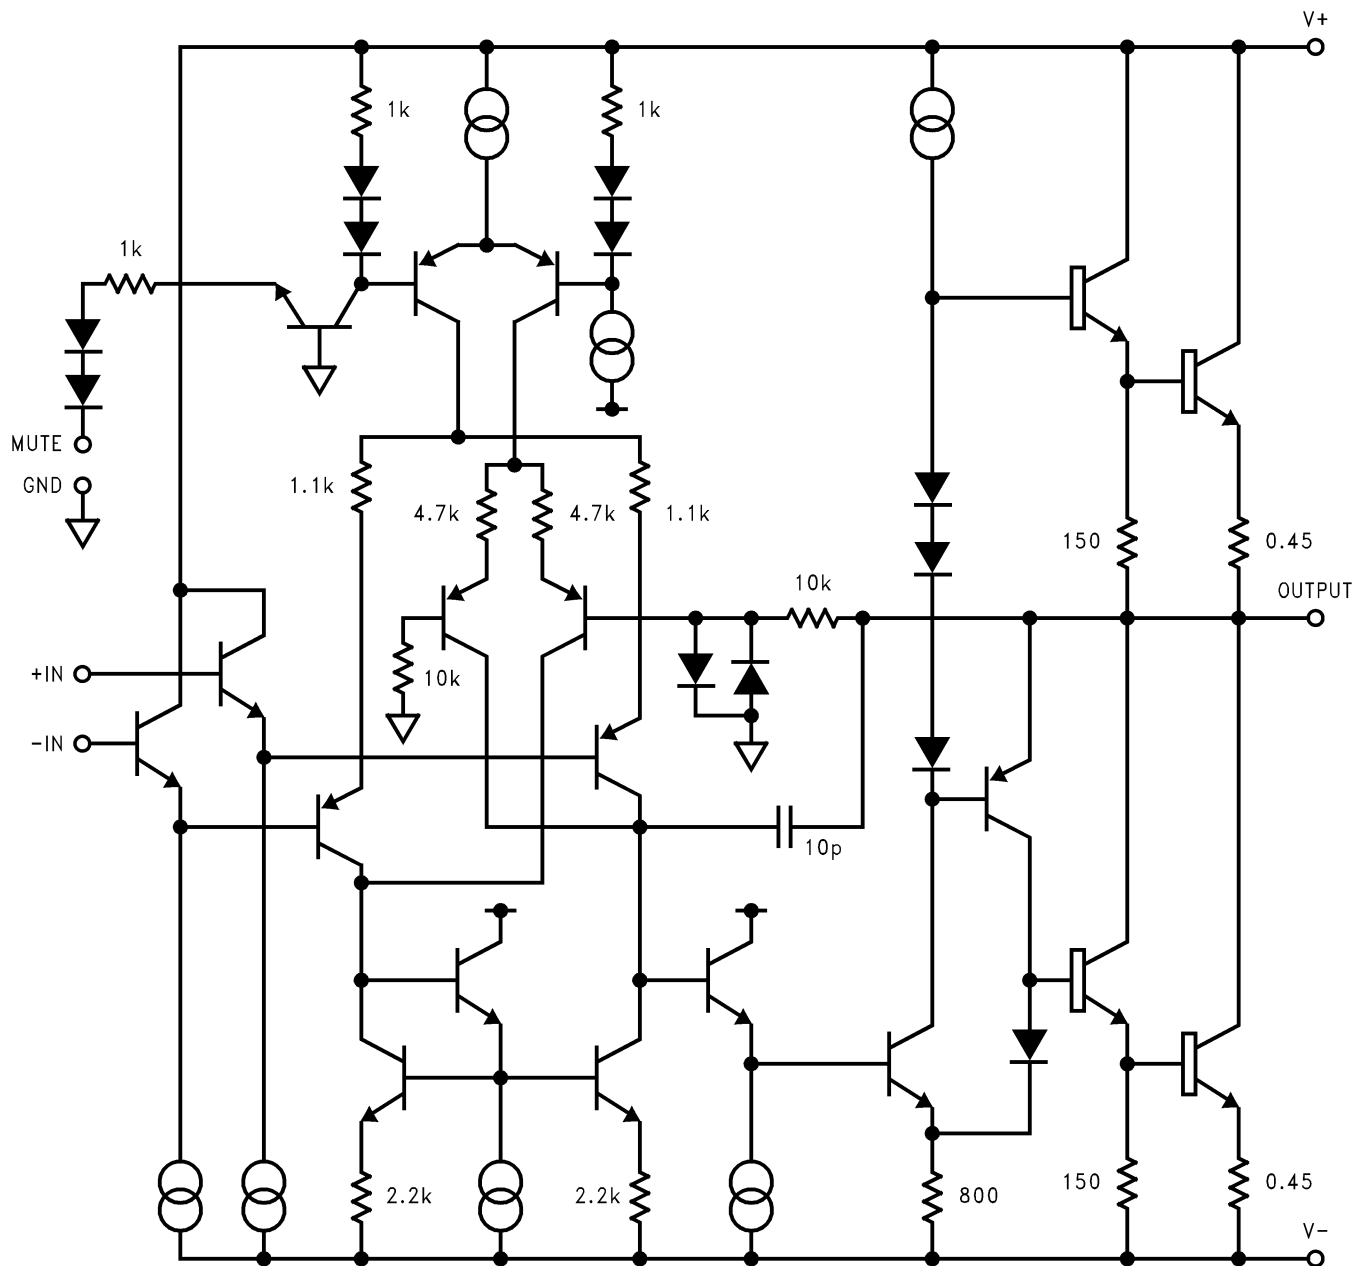 V+
1k
1k
1k
MUTE
GND
1.1k
4.7k
4.7k
1.1k
150
0.45
10k
OUTPUT
+IN
10k
-IN
10p
2.2k
2.2k
800
150
0.45
V-